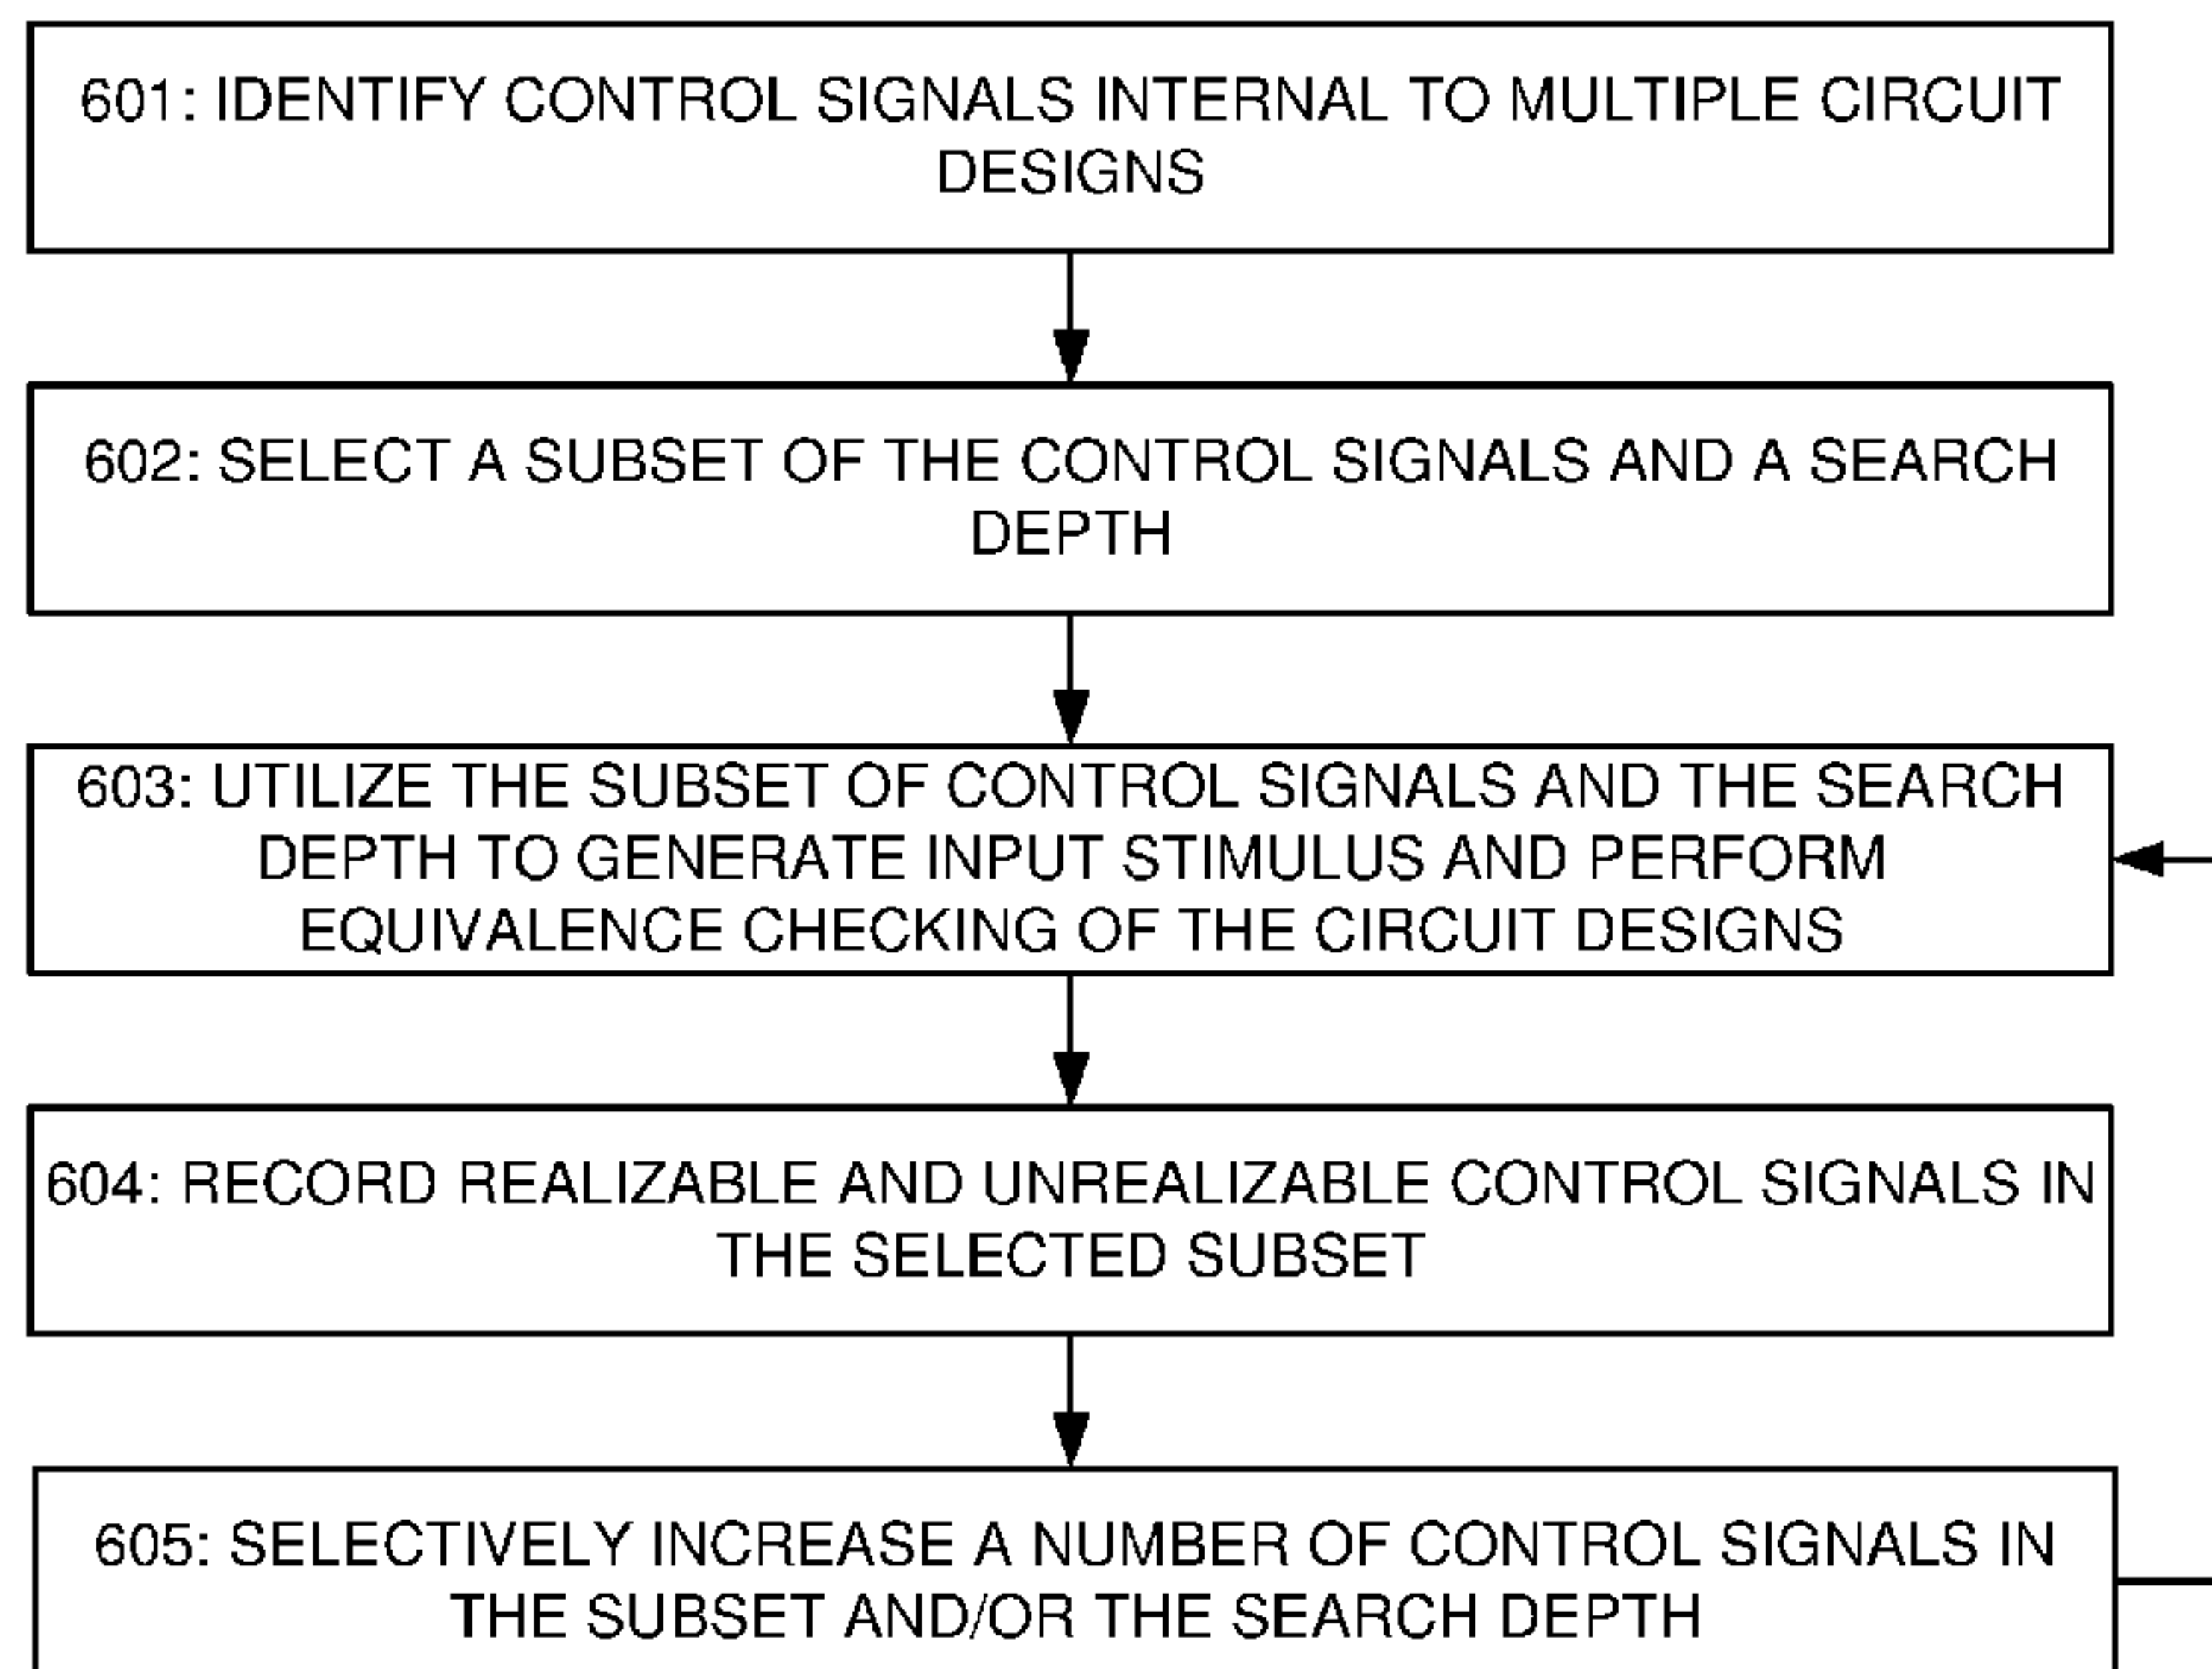 601: IDENTIFY CONTROL SIGNALS INTERNAL TO MULTIPLE CIRCUIT
DESIGNS
602: SELECT A SUBSET OF THE CONTROL SIGNALS AND A SEARCH
DEPTH
603: UTILIZE THE SUBSET OF CONTROL SIGNALS AND THE SEARCH
DEPTH TO GENERATE INPUT STIMULUS AND PERFORM
EQUIVALENCE CHECKING OF THE CIRCUIT DESIGNS
604: RECORD REALIZABLE AND UNREALIZABLE CONTROL SIGNALS IN
THE SELECTED SUBSET
605: SELECTIVELY INCREASE A NUMBER OF CONTROL SIGNALS IN
THE SUBSET AND/OR THE SEARCH DEPTH